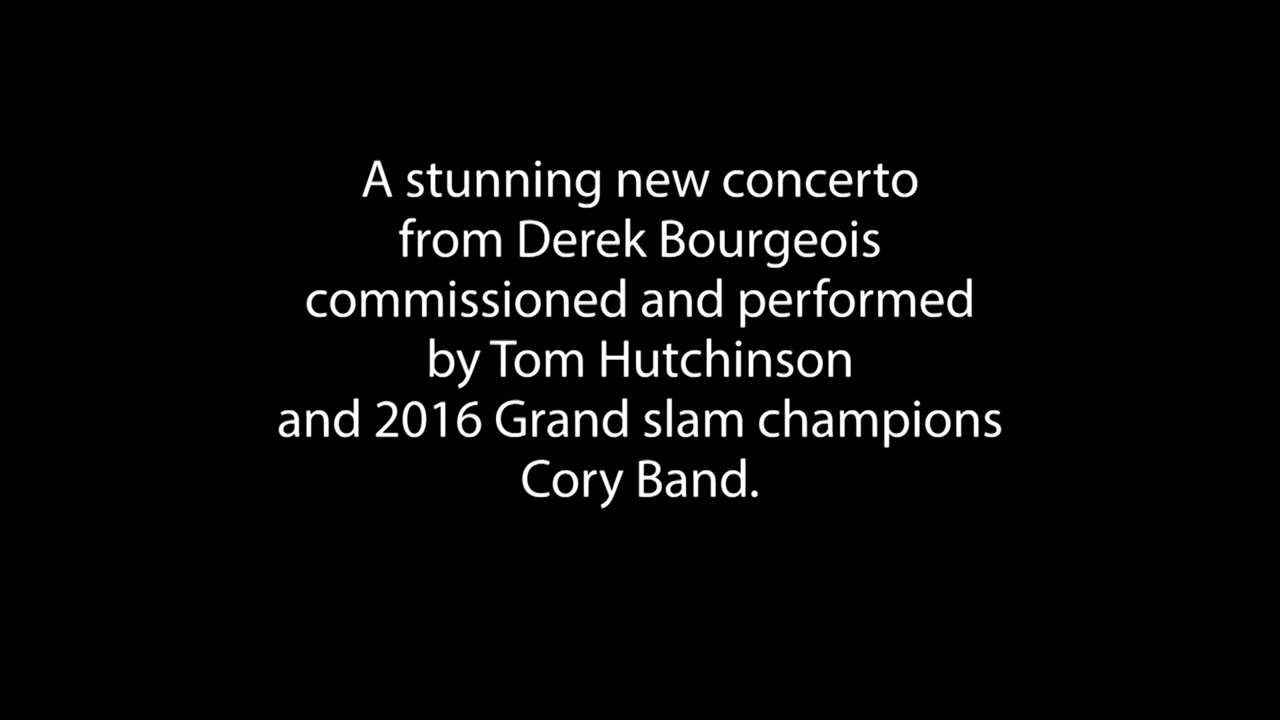 A stunning new concerto
from Derek Bourgeois
commissioned and performed
by Tom Hutchinson
and 2016 Grand slam champions
Cory Band.